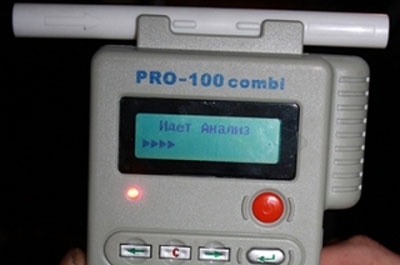 PRO-100 combi
Идет Анализ
>>>>
C